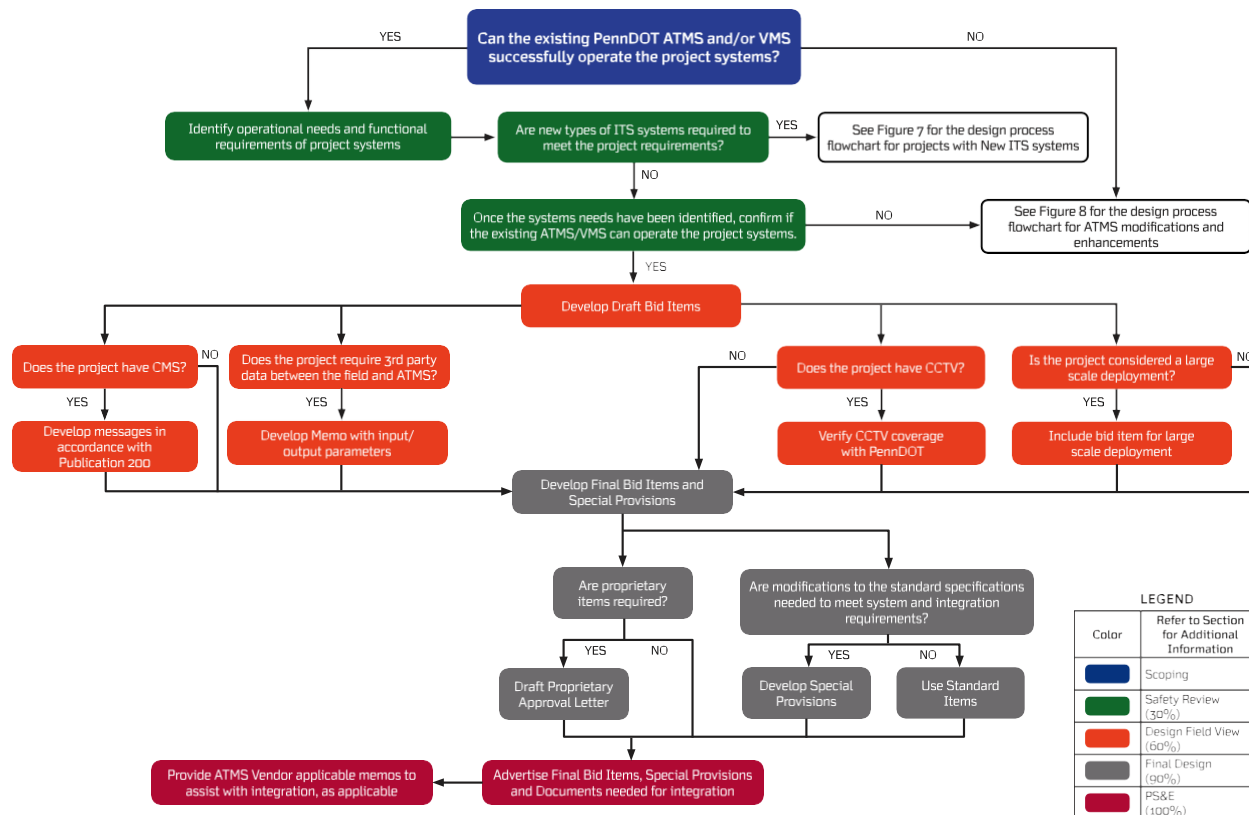 YES
Can the existing PennDOT ATMS and/or VMS
successfully operate the project systems?
NO
Identify operational needs and functional
requirements of project systems
Are new types of ITS systems required to
meet the project requirements?
YES
See Figure 7 for the design process
flowchart for projects with New ITS systems
NO
Once the systems needs have been identified, confirm if
the existing ATMS/VMS can operate the project systems.
NO
See Figure 8 for the design process
flowchart for ATMS modifications and
enhancements
YES
Develop Draft Bid Items
Does the project have CMS?
NO
Does the project require 3rd party
data between the field and ATMS?
NO
Does the project have CCTV?
Is the project considered a large
scale deployment?
NO
YES
YES
YES
YES
Develop messages in
accordance with
Publication 200
Develop Memo with input/
output parameters
Verify CCTV coverage
with PennDOT
Include bid item for large
scale deployment
Develop Final Bid Items and
Special Provisions
Are proprietary
items required?
Are modifications to the standard specifications
needed to meet system and integration
requirements?
YES
NO
YES
NO
Draft Proprietary
Approval Letter
Develop Special
Provisions
Use Standard
Items
Provide ATMS Vendor applicable memos to
assist with integration, as applicable
Advertise Final Bid Items, Special Provisions
and Documents needed for integration
LEGEND
Color
Refer to Section
for Additional
Information
Scoping
Safety Review
(30%)
Design Field View
(60%)
Final Design
(90%)
PS&E
(100%)